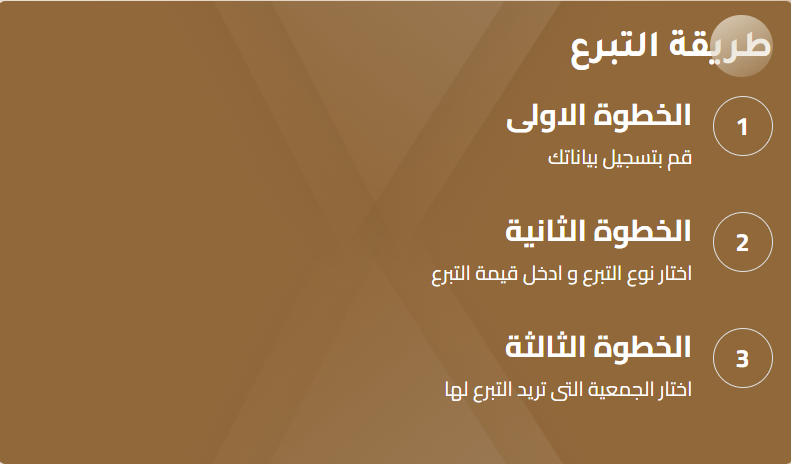 طريقة التبرع
1
الخطوة الاولى
قم بتسجيل بياناتك
2
الخطوة الثانية
اختار نوع التبرع و ادخل قيمة التبرع
3
الخطوة الثالثة
اختار الجمعية التى تريد التبرع لها